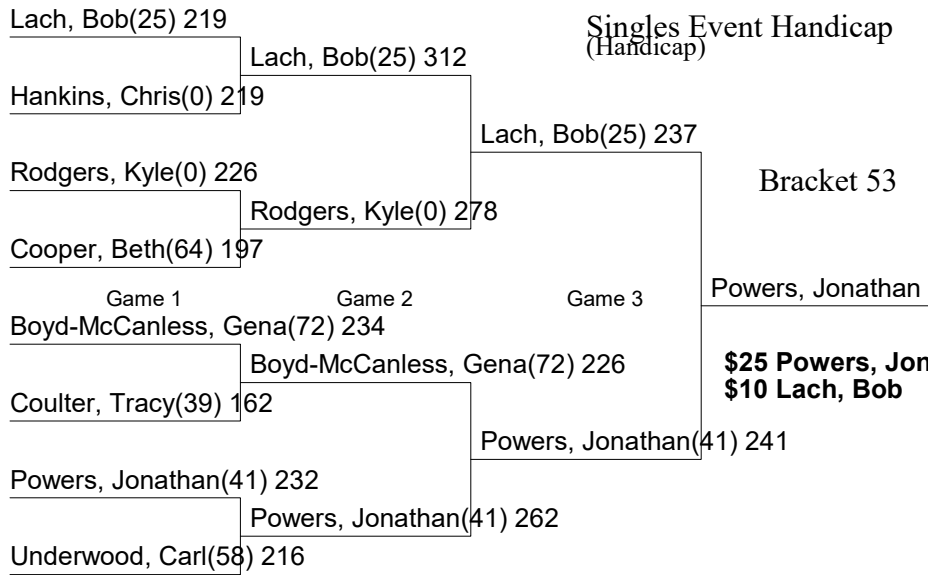 Lach, Bob(25) 219
Singles Event Handicap
(Handicap)
Lach, Bob(25) 312
Hankins, Chris(0) 219
Lach, Bob(25) 237
Rodgers, Kyle(0) 226
Bracket 53
Rodgers, Kyle(0) 278
Cooper, Beth(64) 197
Game 1
Game 2
Game 3
Powers, Jonathan
Boyd-McCanless, Gena(72) 234
Boyd-McCanless, Gena(72) 226
$25 Powers, Jon
$10 Lach, Bob
Coulter, Tracy(39) 162
Powers, Jonathan(41) 241
Powers, Jonathan(41) 232
Powers, Jonathan(41) 262
Underwood, Carl(58) 216